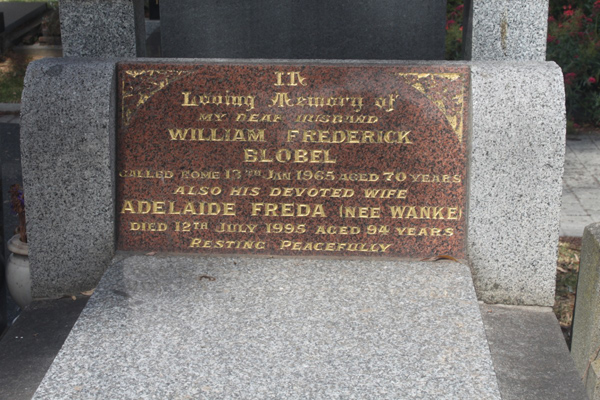 IN
Loving Memory of
MY DEAR HUSBAND
WILLIAM FREDERICK
BLOBEL
CALLED HOME 13TH JAN 1965 AGED 70 YEARS
ALSO HIS DEVOTED WIFE
ADELAIDE FREDA (NEE WANKE)
DIED 12TH JULY 1995 AGED 94 YEARS
RESTING PEACEFULLY